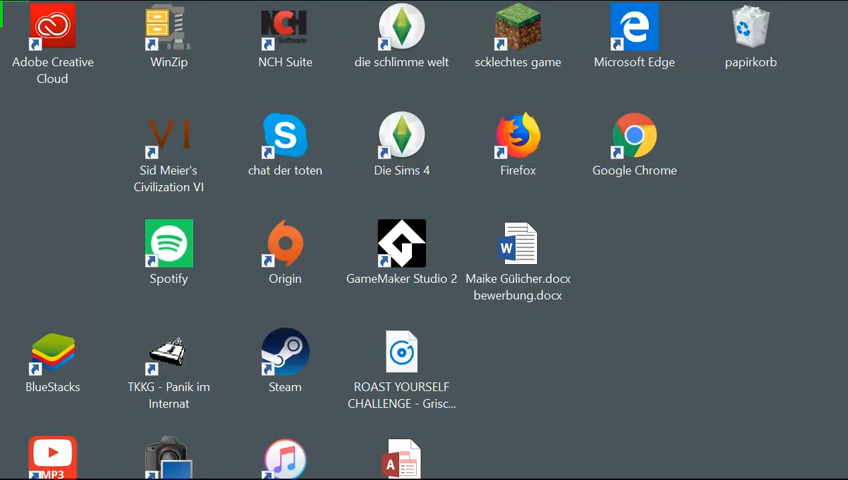 Adobe Creative
Cloud
WinZip
NCH
Software
NCH Suite
die schlimme welt
scklechtes game
Microsoft Edge
papirkorb
VI
Sid Meier's
Civilization VI
S
chat der toten
Die Sims 4
Firefox
Google Chrome
Spotify
Origin
GameMaker Studio 2
W
Maike Gülicher.docx
bewerbung.docx
BlueStacks
TKKG - Panik im
Internat
Steam
ROAST YOURSELF
CHALLENGE - Grisc...
MP3
A